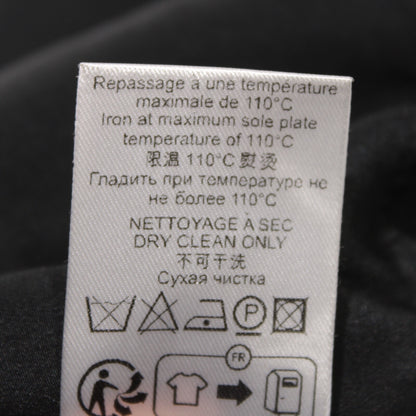 Repassage à une température
maximale de 110°C
Iron at maximum sole plate
temperature of 110°C
限温 110°C 熨烫
Гладить при температуре не
не более 110°C
NETTOYAGE À SEC
DRY CLEAN ONLY
不可干洗
Сухая чистка
P
FR